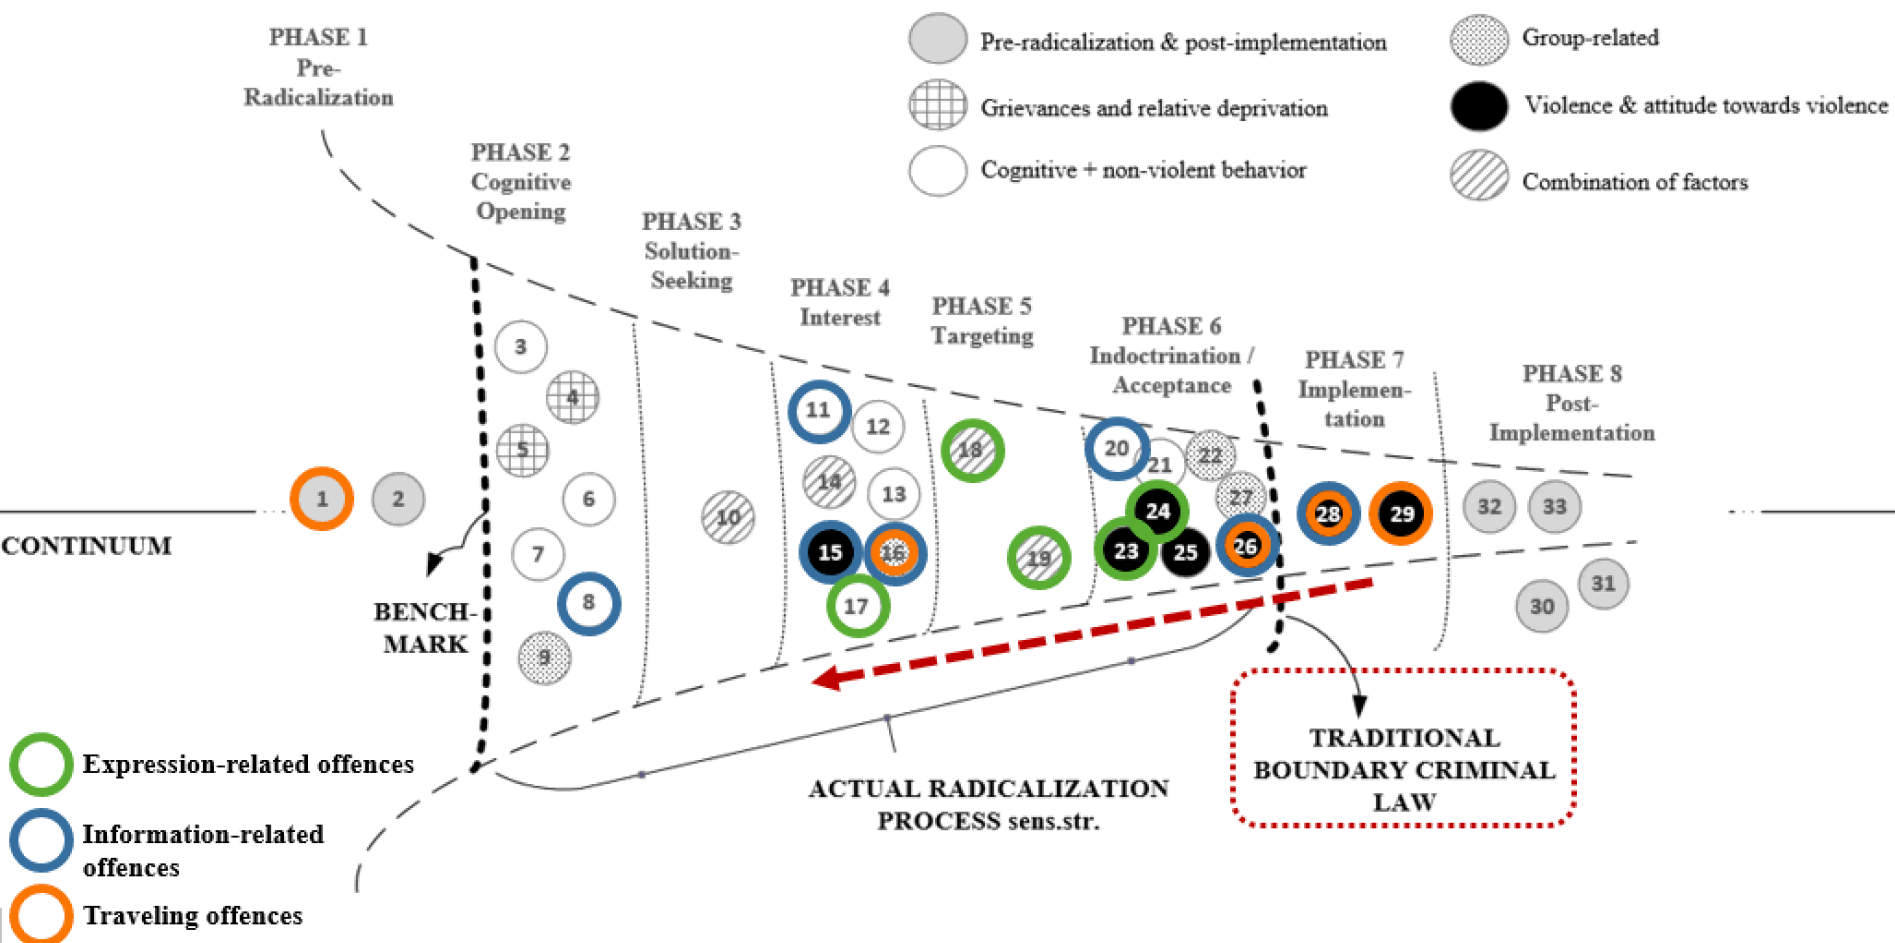 PHASE 1
Pre-
Radicalization
PHASE 2
Cognitive
Opening
PHASE 3
Solution-
Seeking
PHASE 4
Interest
PHASE 5
Targeting
PHASE 6
Indoctrination /
Acceptance
PHASE 7
Implemen-
tation
PHASE 8
Post-
Implementation
Pre-radicalization & post-implementation
Grievances and relative deprivation
Cognitive + non-violent behavior
Group-related
Violence & attitude towards violence
Combination of factors
1
2
3
4
5
6
7
8
9
10
11
12
13
14
15
16
17
18
19
20
21
22
27
24
23
25
26
28
29
32
33
31
30
CONTINUUM
BENCH-
MARK
ACTUAL RADICALIZATION
PROCESS sens.str.
TRADITIONAL
BOUNDARY CRIMINAL
LAW
Expression-related offences
Information-related
offences
Traveling offences